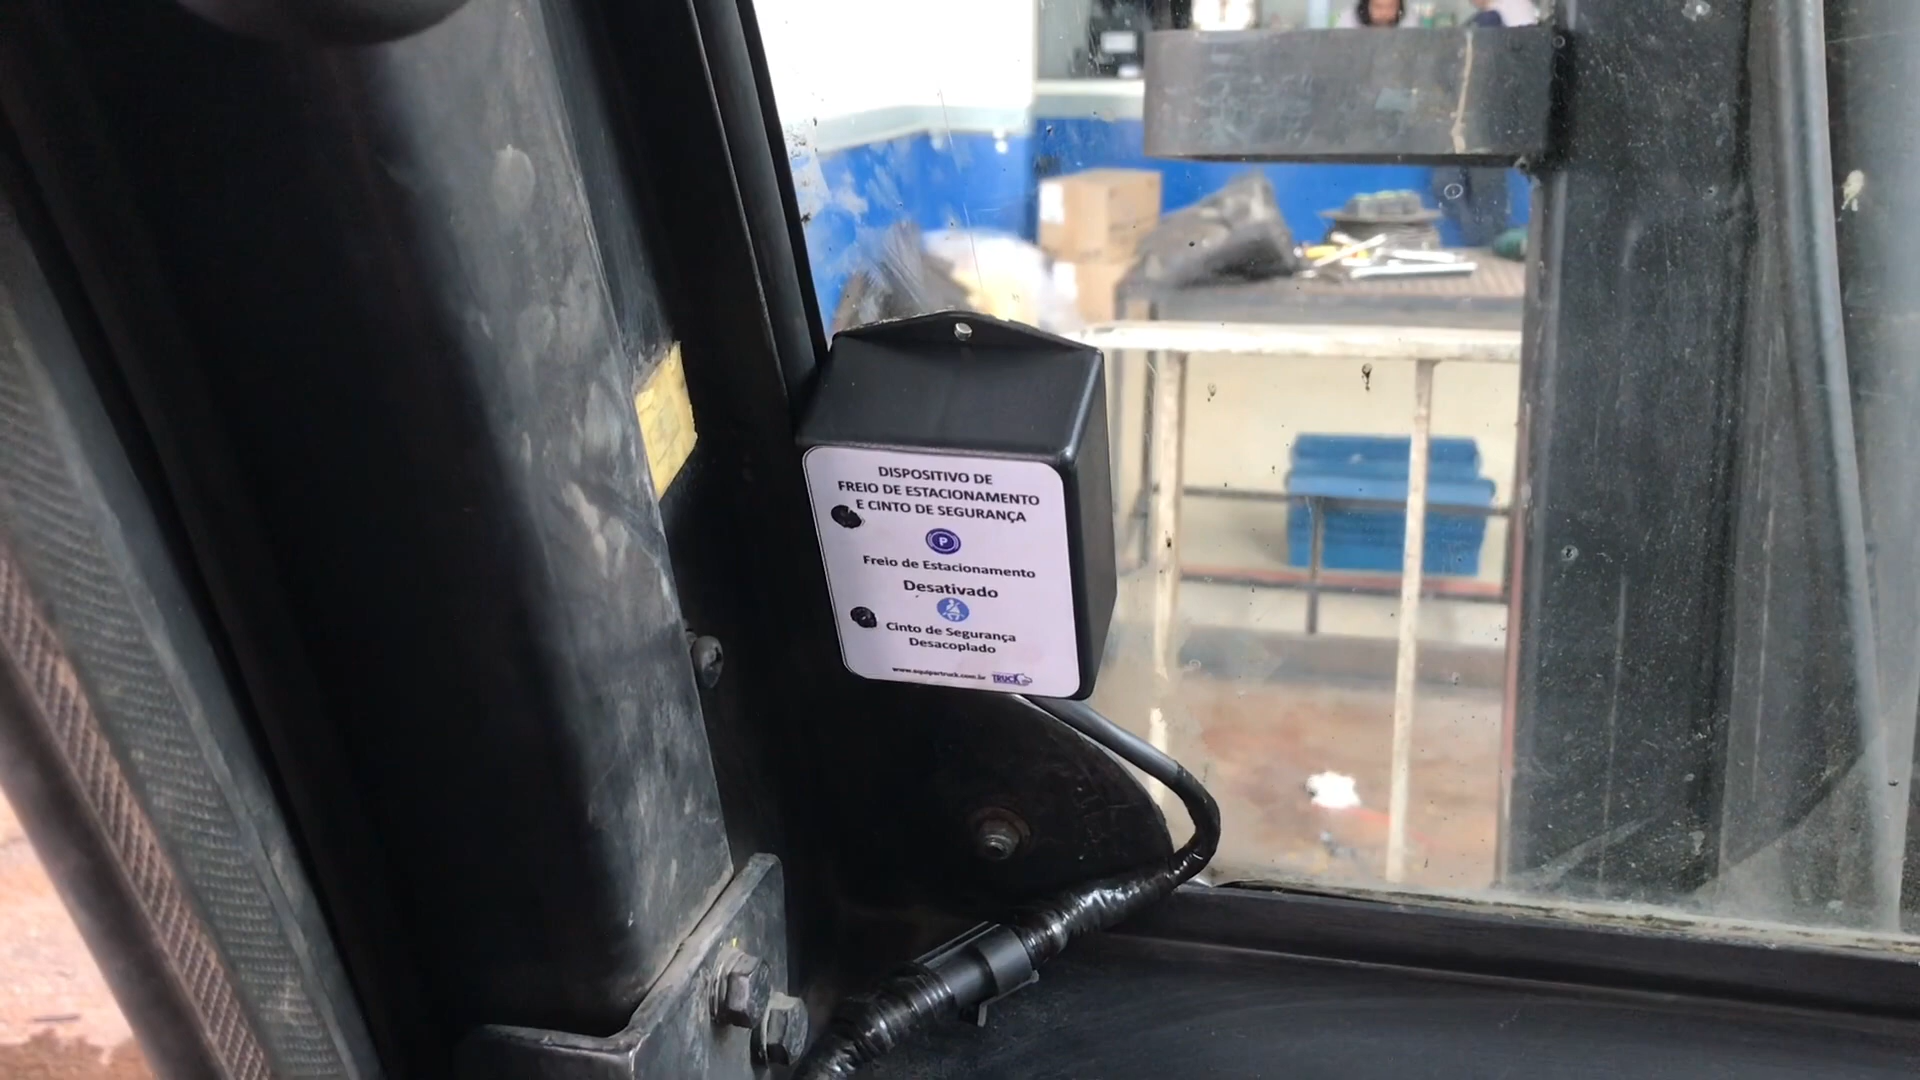 DISPOSITIVO DE
FREIO DE ESTACIONAMENTO
E CINTO DE SEGURANÇA
P
Freio de Estacionamento
Desativado
Cinto de Segurança
Desacoplado
www.equipertruck.com.br TRUCK